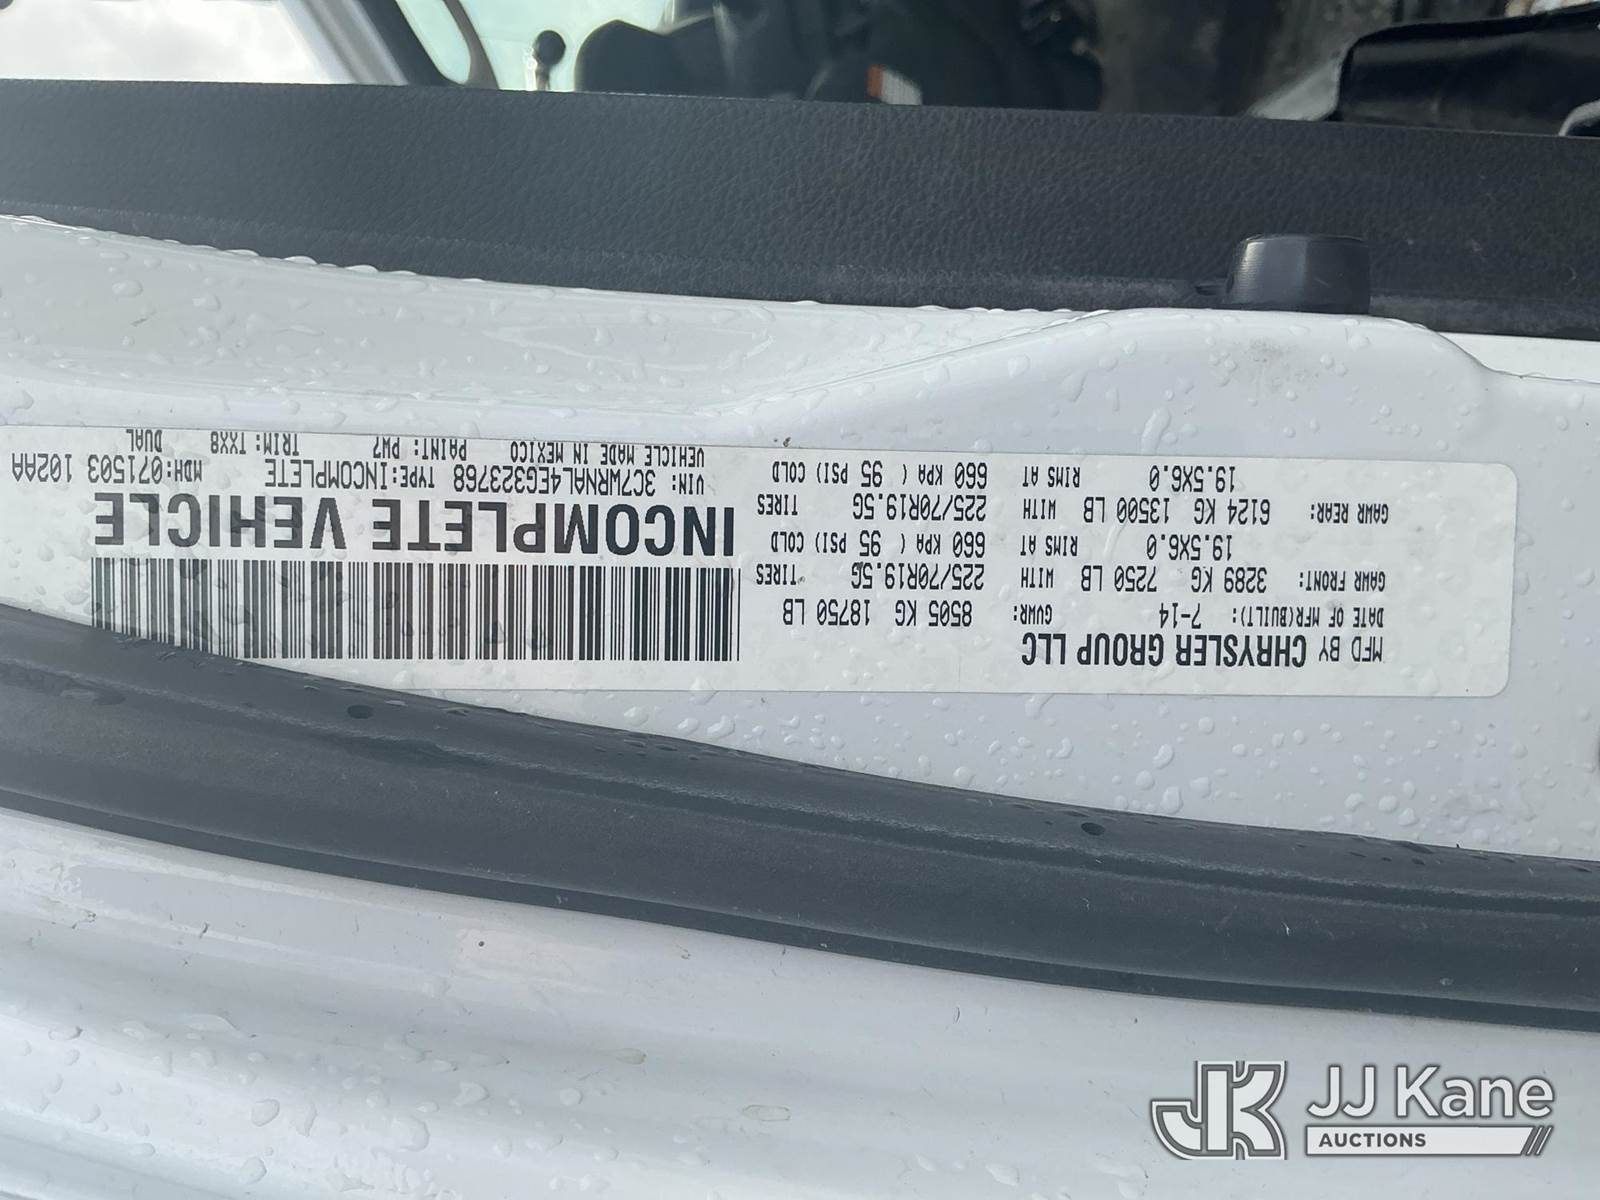 MFD BY CHRYSLER GROUP LLC
DATE OF MFR(BUILT): 7-14 GVWR: 8505 KG 18750 LB
GAWR FRONT: 3289 KG 7250 LB WITH 225/70R19.5G TIRES
19.5X6.0 RIMS AT 660 KPA ( 95 PSI) COLD
GAWR REAR: 6124 KG 13500 LB WITH 225/70R19.5G TIRES
19.5X6.0 RIMS AT 660 KPA ( 95 PSI) COLD
INCOMPLETE VEHICLE
VIN: 3C7WRNAL4EG323768 TYPE:INCOMPLETE MDH:071503 102AA
VEHICLE MADE IN MEXICO PAINT: PW7 TRIM: TXX8 DUAL
JK JJ Kane
AUCTIONS